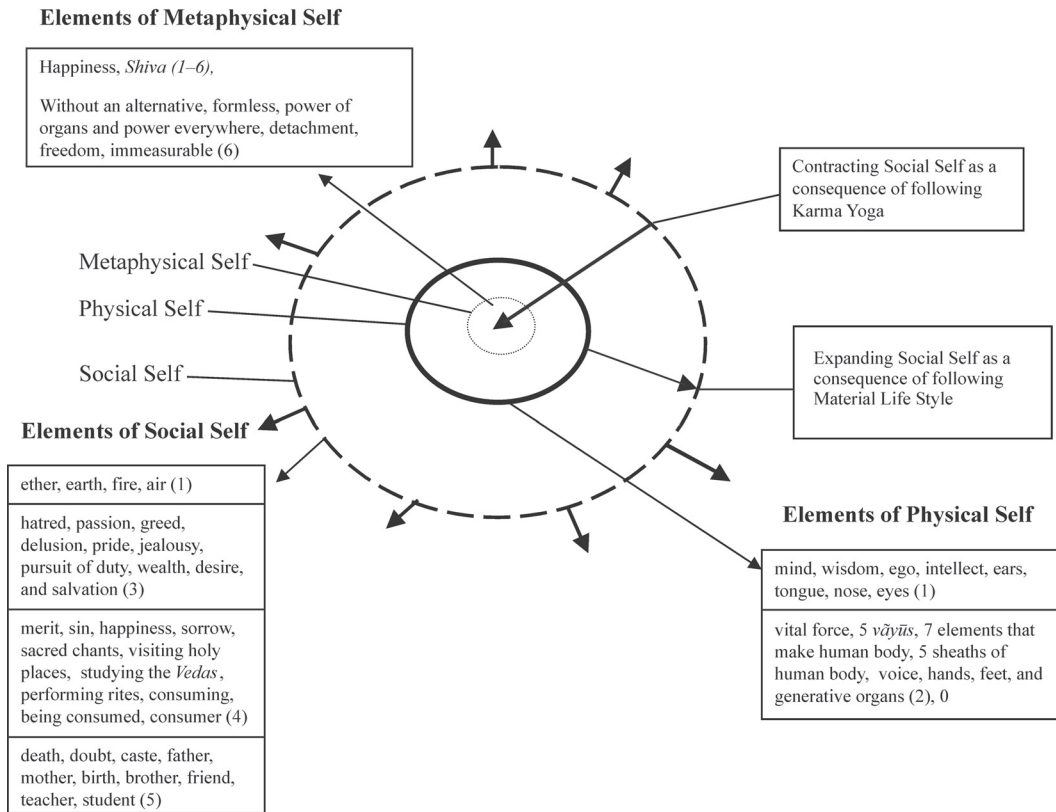 Elements of Metaphysical Self
Happiness, Shiva (1–6),
Without an alternative, formless, power of
organs and power everywhere, detachment,
freedom, immeasurable (6)
Contracting Social Self as a
consequence of following
Karma Yoga
Metaphysical Self
Physical Self
Social Self
Expanding Social Self as a
consequence of following
Material Life Style
Elements of Social Self
ether, earth, fire, air (1)
hatred, passion, greed,
delusion, pride, jealousy,
pursuit of duty, wealth, desire,
and salvation (3)
merit, sin, happiness, sorrow,
sacred chants, visiting holy
places, studying the Vedas,
performing rites, consuming,
being consumed, consumer (4)
death, doubt, caste, father,
mother, birth, brother, friend,
teacher, student (5)
Elements of Physical Self
mind, wisdom, ego, intellect, ears,
tongue, nose, eyes (1)
vital force, 5 vãyūs, 7 elements that
make human body, 5 sheaths of
human body, voice, hands, feet, and
generative organs (2), 0